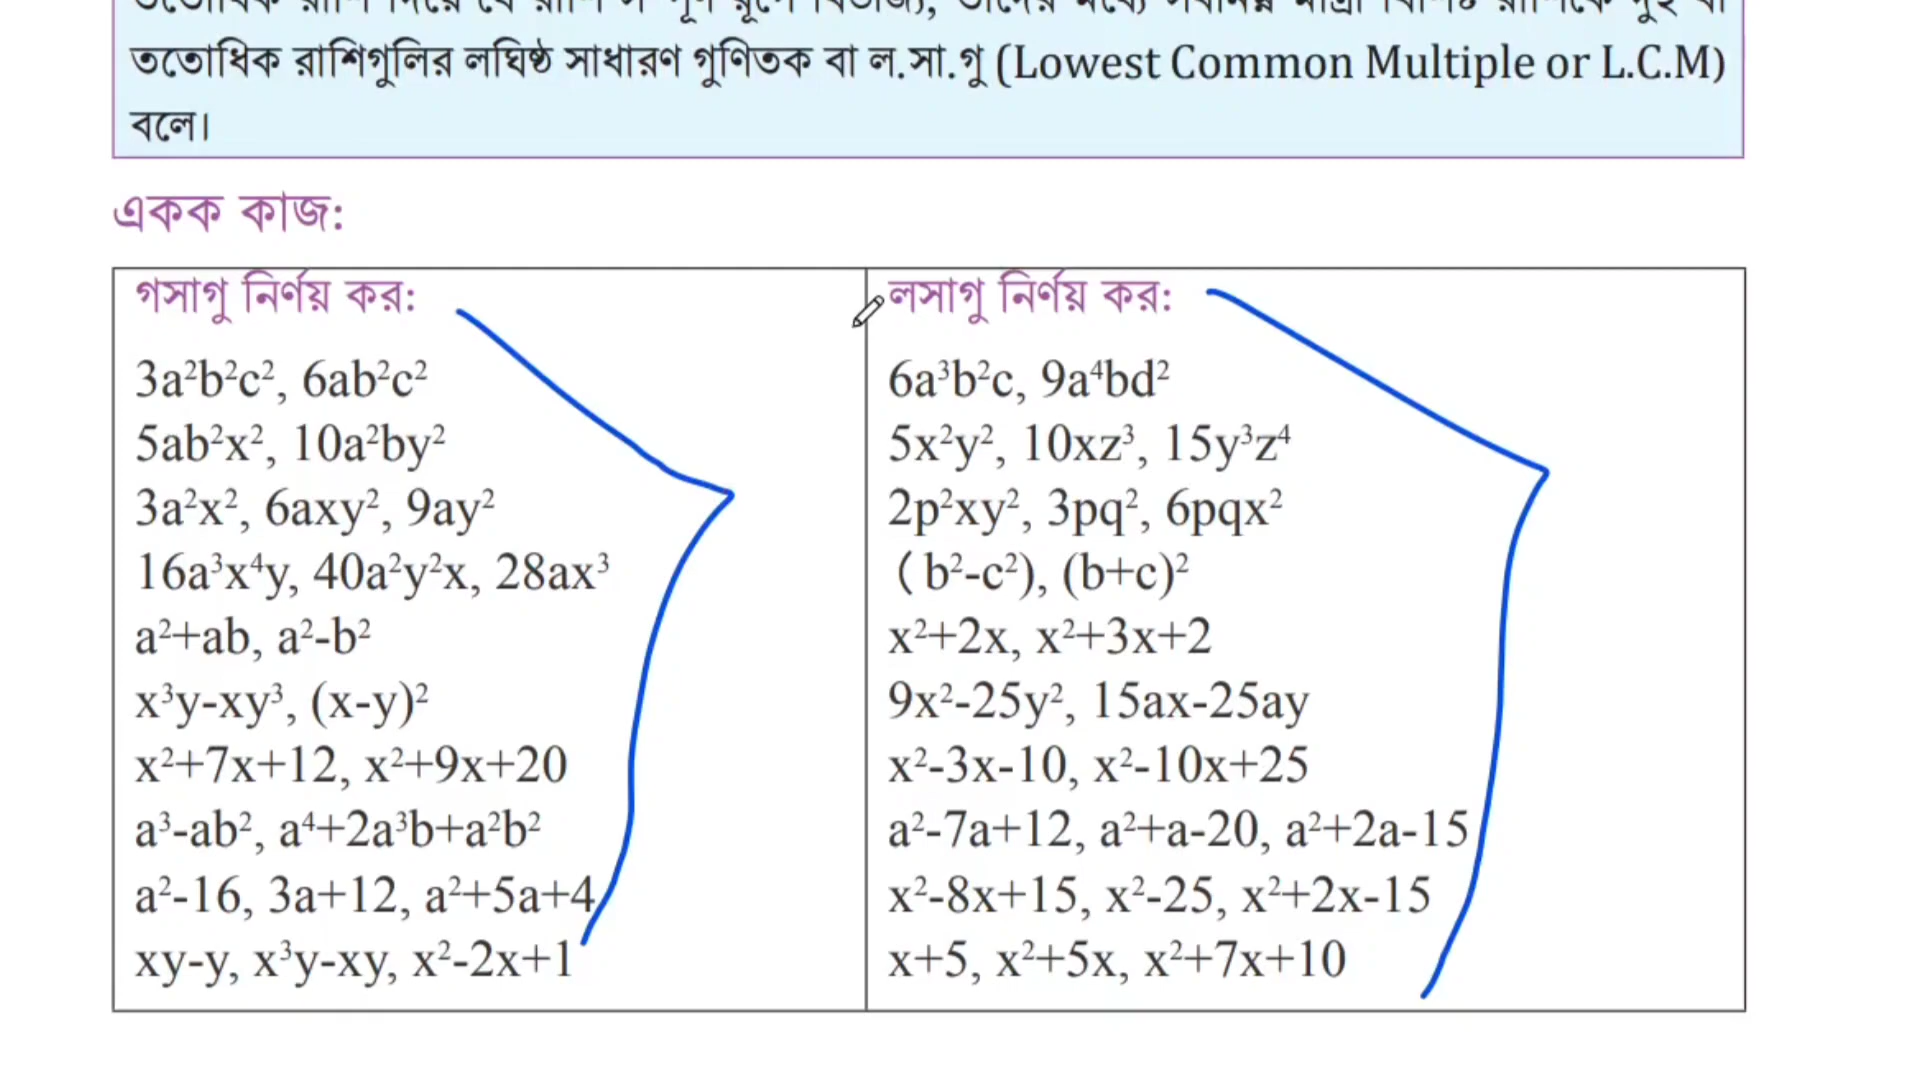 ততোধিক রাশি দিয়ে যে রাশি সম্পূর্ণ রূপে বিভাজ্য, তাদের মধ্যে সর্বনিম্ন মাত্রা বিশিষ্ট রাশিকে দুই বা
ততোধিক রাশিগুলির লঘিষ্ঠ সাধারণ গুণিতক বা ল.সা.গু (Lowest Common Multiple or L.C.M)
বলে।
একক কাজ:
গসাগু নির্ণয় কর:
3a²b²c², 6ab²c²
5ab²x², 10a²by²
3a²x², 6axy², 9ay²
16a³x⁴y, 40a²y²x, 28ax³
a²+ab, a²-b²
x³y-xy³, (x-y)²
x²+7x+12, x²+9x+20
a³-ab², a⁴+2a³b+a²b²
a²-16, 3a+12, a²+5a+4
xy-y, x³y-xy, x²-2x+1
লসাগু নির্ণয় কর:
6a³b²c, 9a⁴bd²
5x²y², 10xz³, 15y³z⁴
2p²xy², 3pq², 6pqx²
( b²-c²), (b+c)²
x²+2x, x²+3x+2
9x²-25y², 15ax-25ay
x²-3x-10, x²-10x+25
a²-7a+12, a²+a-20, a²+2a-15
x²-8x+15, x²-25, x²+2x-15
x+5, x²+5x, x²+7x+10